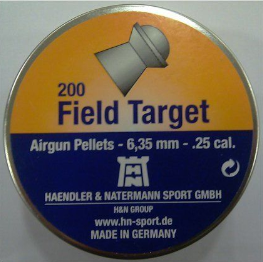 200
Field Target
Airgun Pellets - 6,35 mm - .25 cal.
HN
HAENDLER & NATERMANN SPORT GMBH
H&N GROUP
www.hn-sport.de
MADE IN GERMANY